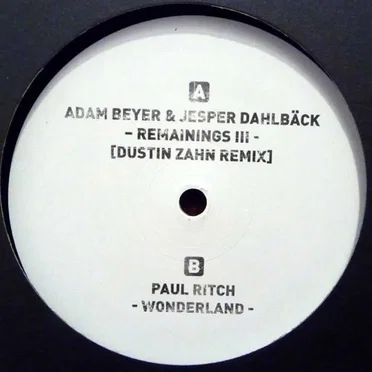 A
ADAM BEYER & JESPER DAHLBÄCK
- REMAININGS III -
[DUSTIN ZAHN REMIX]
B
PAUL RITCH
- WONDERLAND -